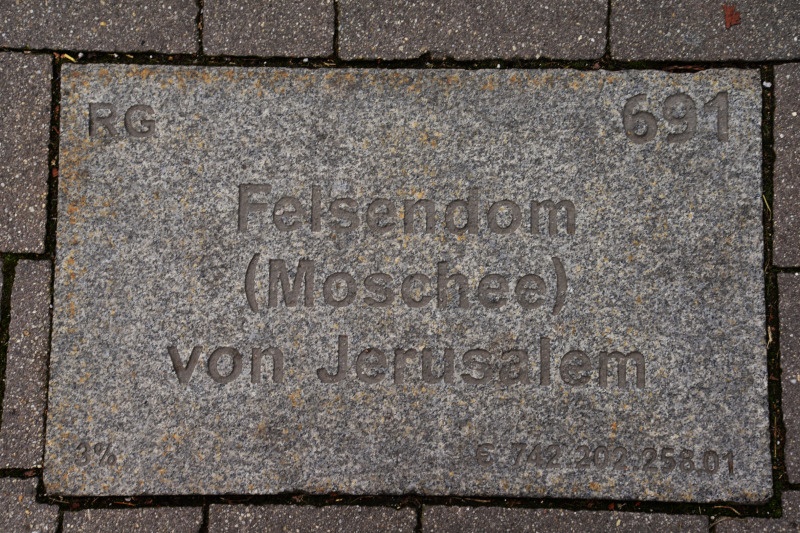 RG 691
Felsendom
(Moschee)
von Jerusalem
3% € 742 202 258.01